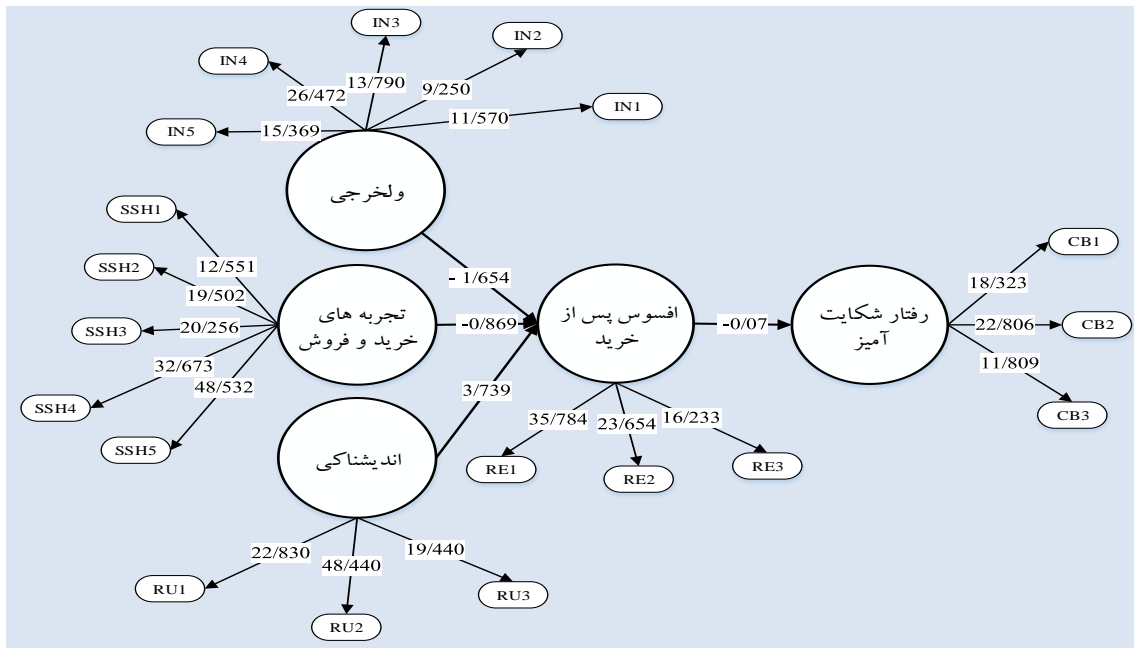 IN3
IN2
IN4
13/790
9/250
26/472
IN1
11/570
IN5
15/369
ولخرجی
SSH1
12/551
SSH2
19/502
SSH3
20/256
32/673
48/532
SSH4
SSH5
تجربه های
خرید و فروش
- 1/654
-0/869
3/739
افسوس پس از
خرید
-0/07
رفتار شکایت
آمیز
CB1
18/323
22/806
CB2
11/809
CB3
35/784
23/654
16/233
RE1
RE2
RE3
اندیشناکی
22/830
48/440
19/440
RU1
RU2
RU3